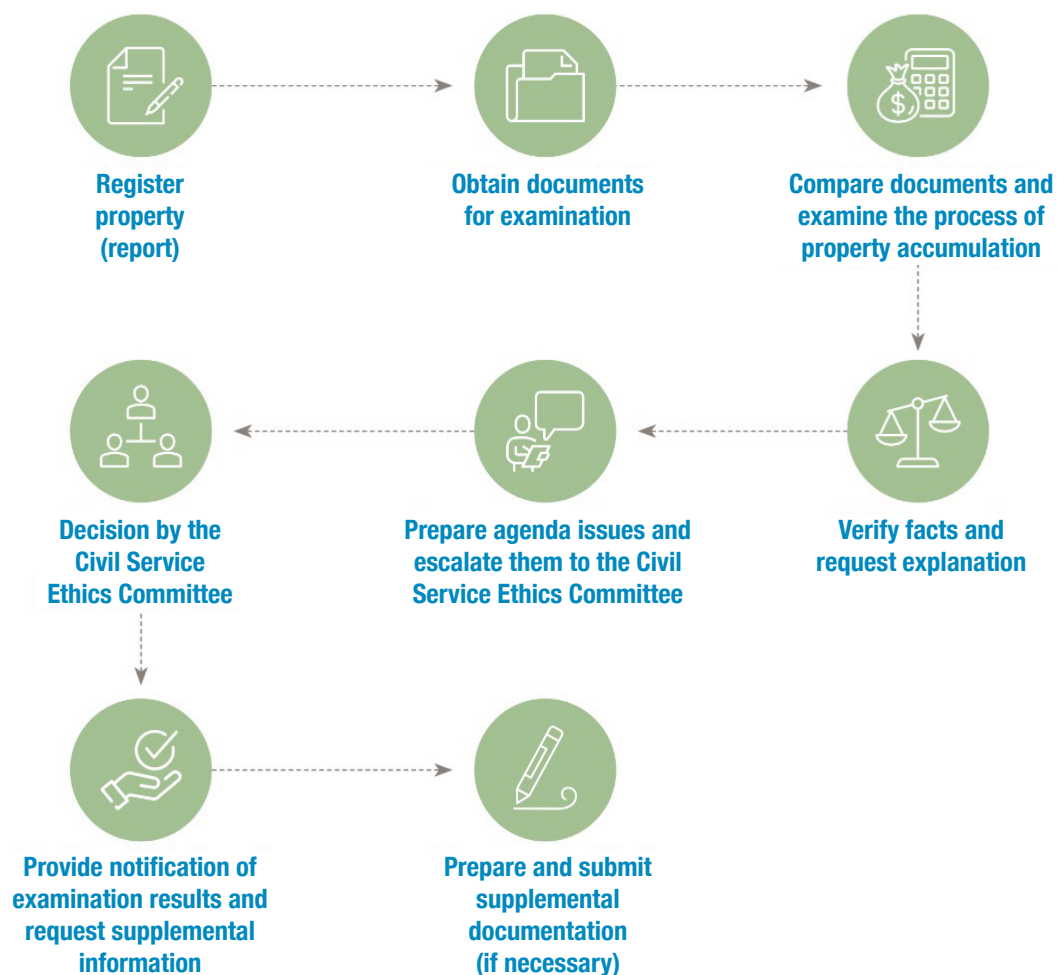 Register
property
(report)
Obtain documents
for examination
Compare documents and
examine the process of
property accumulation
$
Decision by the
Civil Service
Ethics Committee
Prepare agenda issues and
escalate them to the Civil
Service Ethics Committee
Verify facts and
request explanation
Provide notification of
examination results and
request supplemental
information
Prepare and submit
supplemental
documentation
(if necessary)